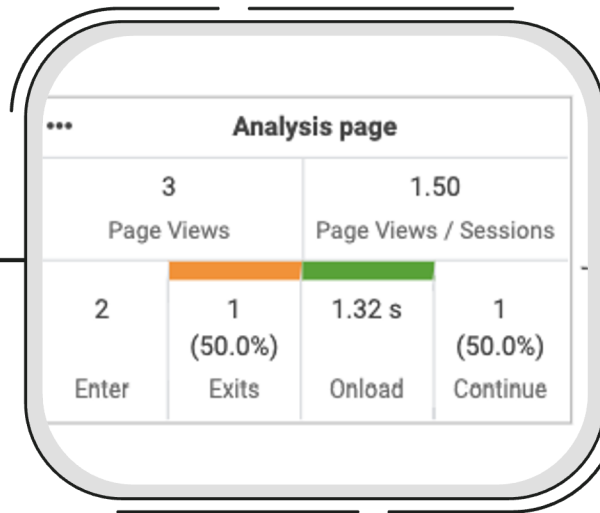 ••• Analysis page
3 1.50
Page Views Page Views / Sessions
2 1 1.32 s 1
(50.0%) (50.0%)
Enter Exits Onload Continue